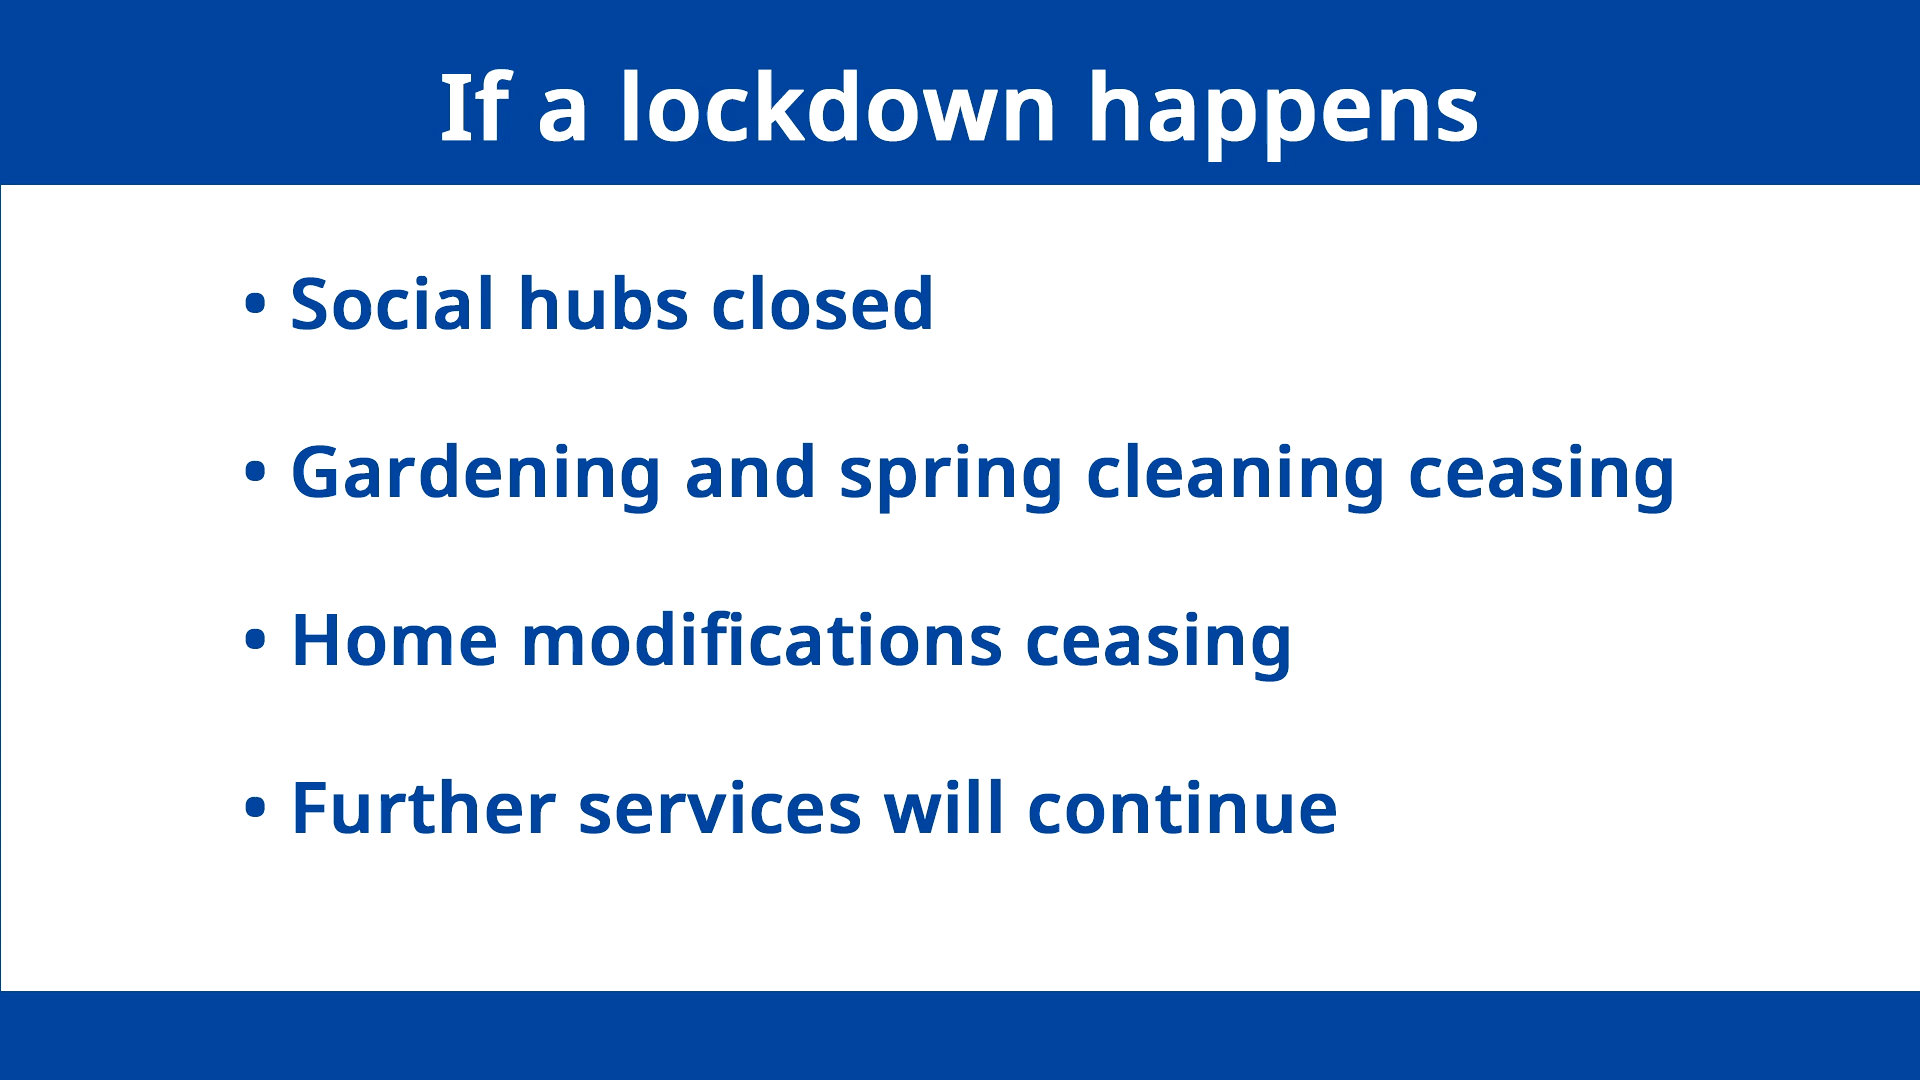 If a lockdown happens
• Social hubs closed
• Gardening and spring cleaning ceasing
• Home modifications ceasing
• Further services will continue